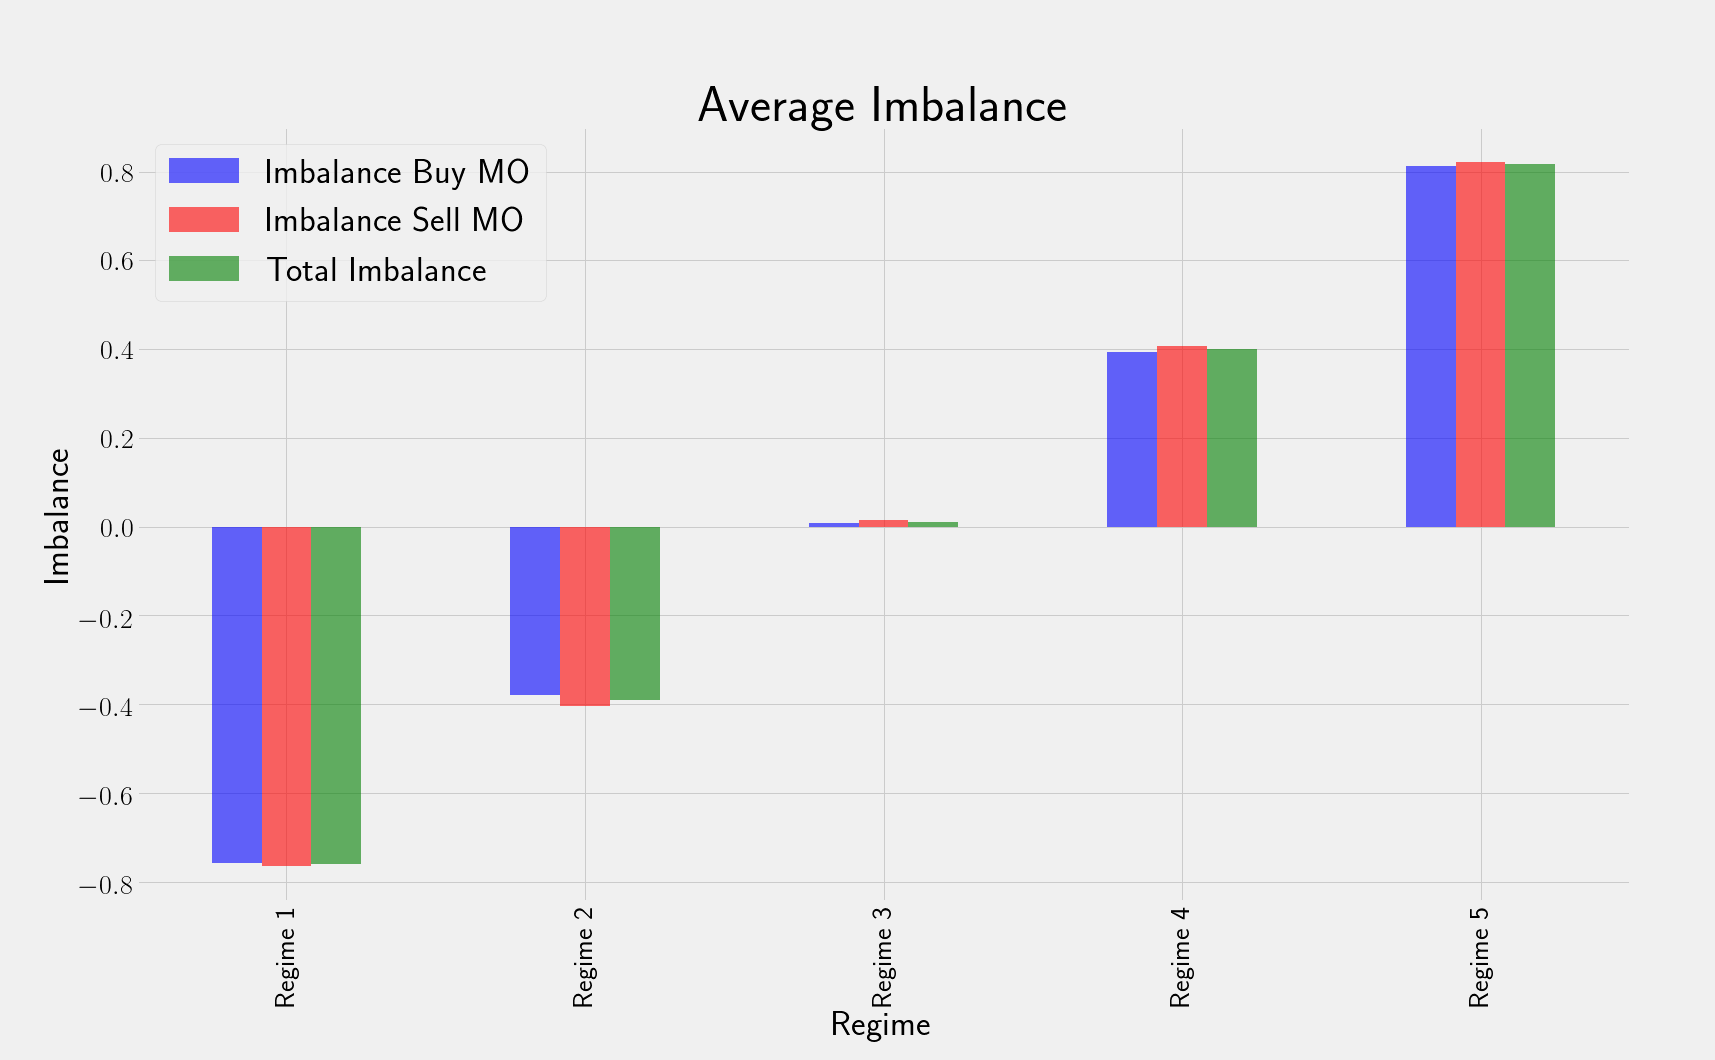 Average Imbalance
Imbalance Buy MO
Imbalance Sell MO
Total Imbalance
Imbalance
0.8
0.6
0.4
0.2
0.0
−0.2
−0.4
−0.6
−0.8
Regime 1
Regime 2
Regime 3
Regime 4
Regime 5
Regime